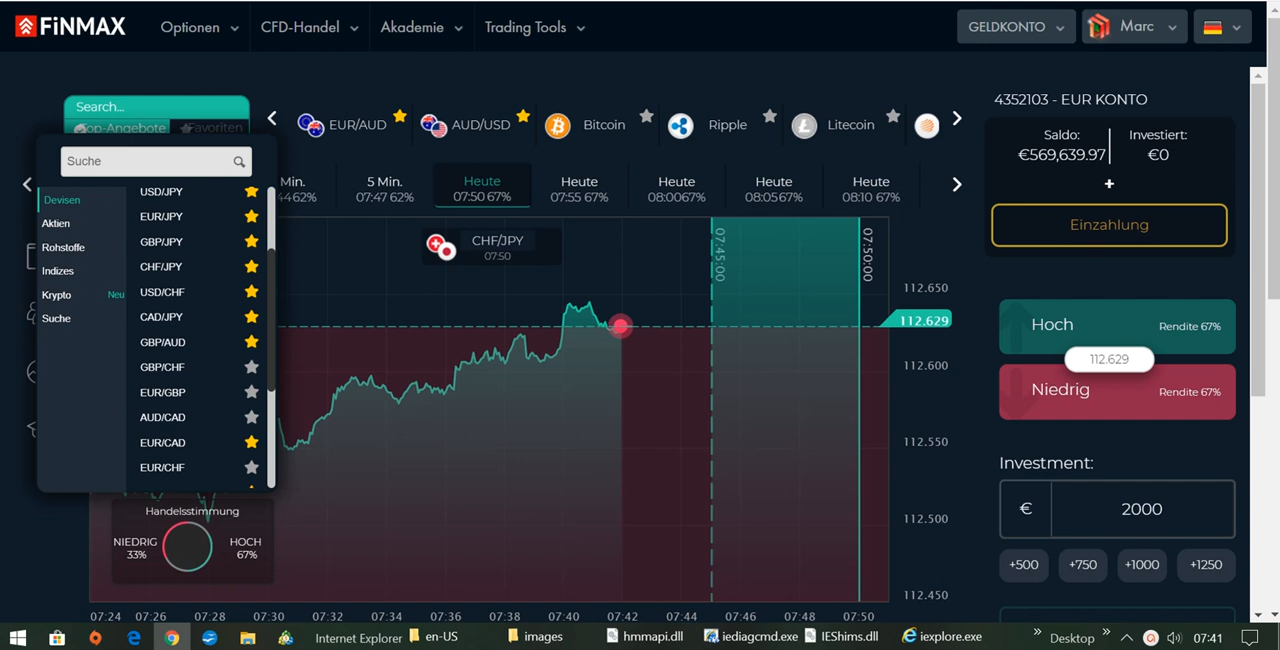 FiNMAX
Optionen
CFD-Handel
Akademie
Trading Tools
GELDKONTO
Marc
Search...
Top-Angebote
Favoriten
EUR/AUD
AUD/USD
Bitcoin
Ripple
Litecoin
4352103 - EUR KONTO
Saldo:
€569,639.97
Investiert:
€0
+
Einzahlung
Suche
Devisen
Aktien
Rohstoffe
Indizes
Krypto Neu
Suche
USD/JPY
EUR/JPY
GBP/JPY
CHF/JPY
USD/CHF
CAD/JPY
GBP/AUD
GBP/CHF
EUR/GBP
AUD/CAD
EUR/CAD
EUR/CHF
Min.
44 62%
5 Min.
07:47 62%
Heute
07:50 67%
Heute
07:55 67%
Heute
08:00 67%
Heute
08:05 67%
Heute
08:10 67%
CHF/JPY
07:50
07:45:00
07:50:00
112.650
112.629
112.600
112.550
112.500
112.450
Hoch
Rendite 67%
112.629
Niedrig
Rendite 67%
Investment:
€ 2000
+500 +750 +1000 +1250
Handelsstimmung
NIEDRIG
33%
HOCH
67%
07:24 07:26 07:28 07:30 07:32 07:34 07:36 07:38 07:40 07:42 07:44 07:46 07:48 07:50
Internet Explorer en-US images hmmapi.dll iediagcmd.exe IEShims.dll iexplore.exe » Desktop » 07:41